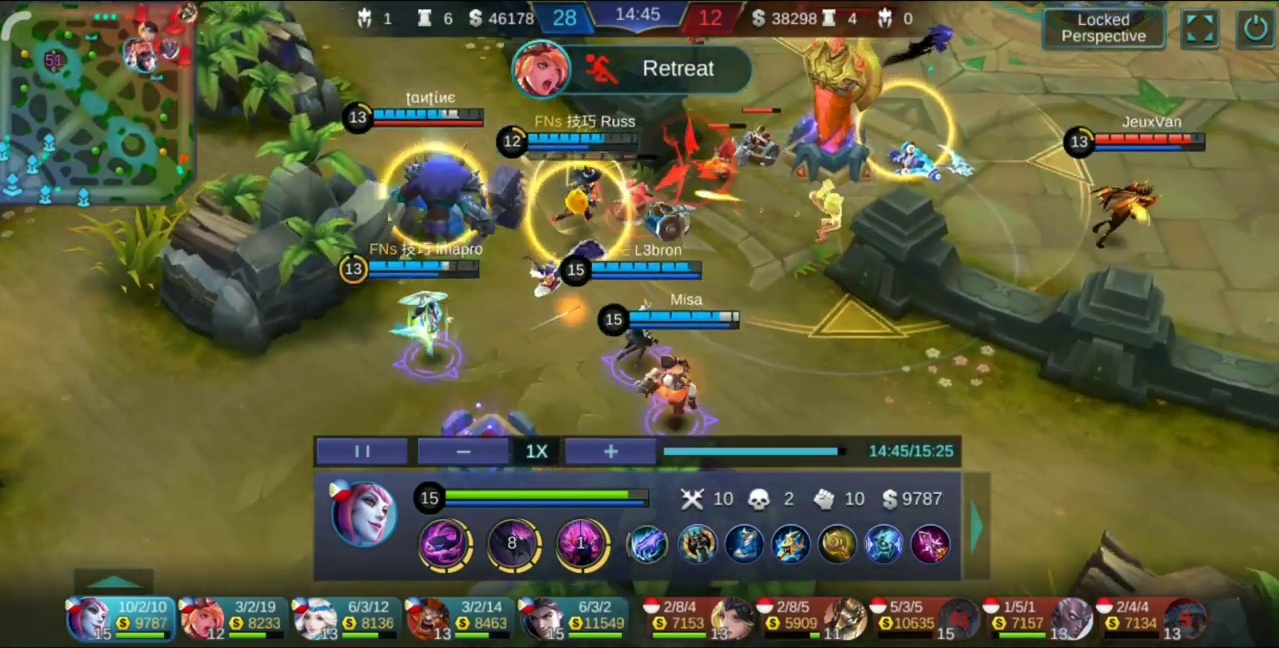 1 6 $ 46178 28 14:45 12 $ 38298 4 0
Locked
Perspective
51
Retreat
13 ţαηţίиє
12 FNs 技巧 Russ
13 JeuxVan
13 FNs 技巧 Imapro
15 L3bron
15 Misa
1X 14:45/15:25
15 10 2 10 $ 9787
8 1
10/2/10 3/2/19 6/3/12 3/2/14 6/3/2 2/8/4 2/8/5 5/3/5 1/5/1 2/4/4
$ 9787 $ 8233 $ 8136 $ 8463 $ 11549 $ 7153 $ 5909 $ 10635 $ 7157 $ 7134
15 12 13 13 15 13 11 15 13 13